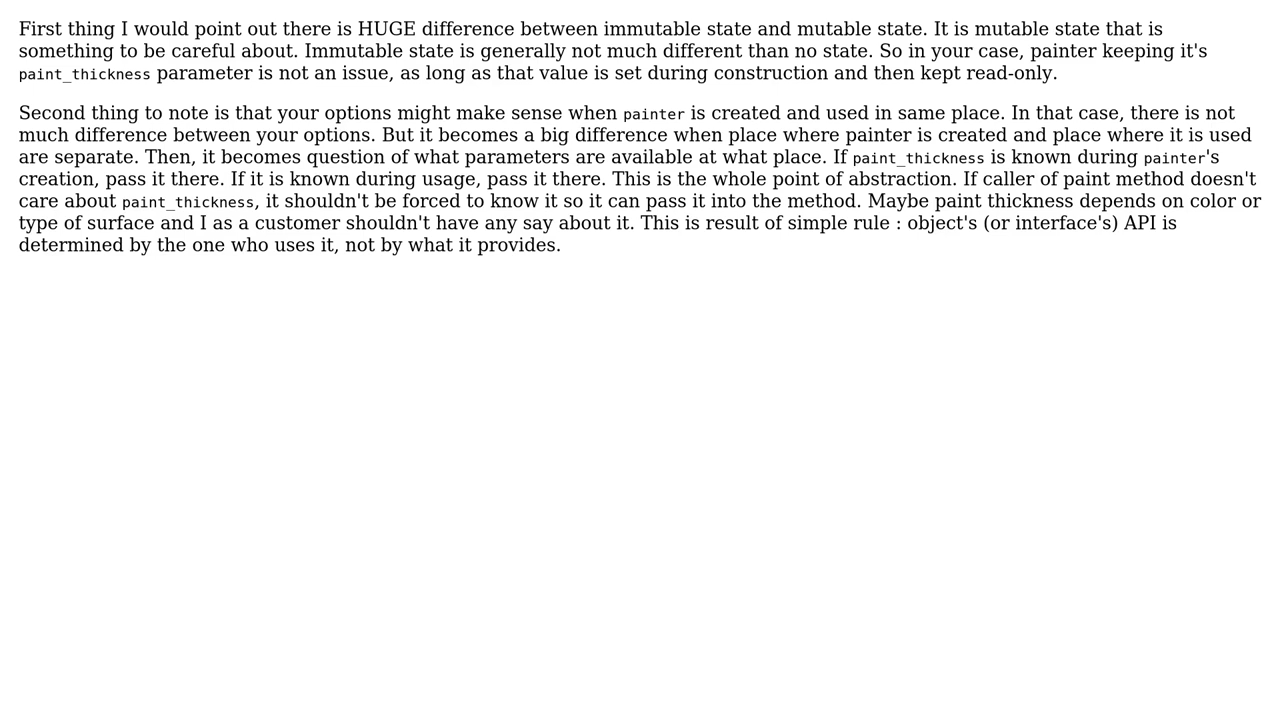 First thing I would point out there is HUGE difference between immutable state and mutable state. It is mutable state that is
something to be careful about. Immutable state is generally not much different than no state. So in your case, painter keeping it's
paint_thickness parameter is not an issue, as long as that value is set during construction and then kept read-only.
Second thing to note is that your options might make sense when painter is created and used in same place. In that case, there is not
much difference between your options. But it becomes a big difference when place where painter is created and place where it is used
are separate. Then, it becomes question of what parameters are available at what place. If paint_thickness is known during painter's
creation, pass it there. If it is known during usage, pass it there. This is the whole point of abstraction. If caller of paint method doesn't
care about paint_thickness, it shouldn't be forced to know it so it can pass it into the method. Maybe paint thickness depends on color or
type of surface and I as a customer shouldn't have any say about it. This is result of simple rule : object's (or interface's) API is
determined by the one who uses it, not by what it provides.